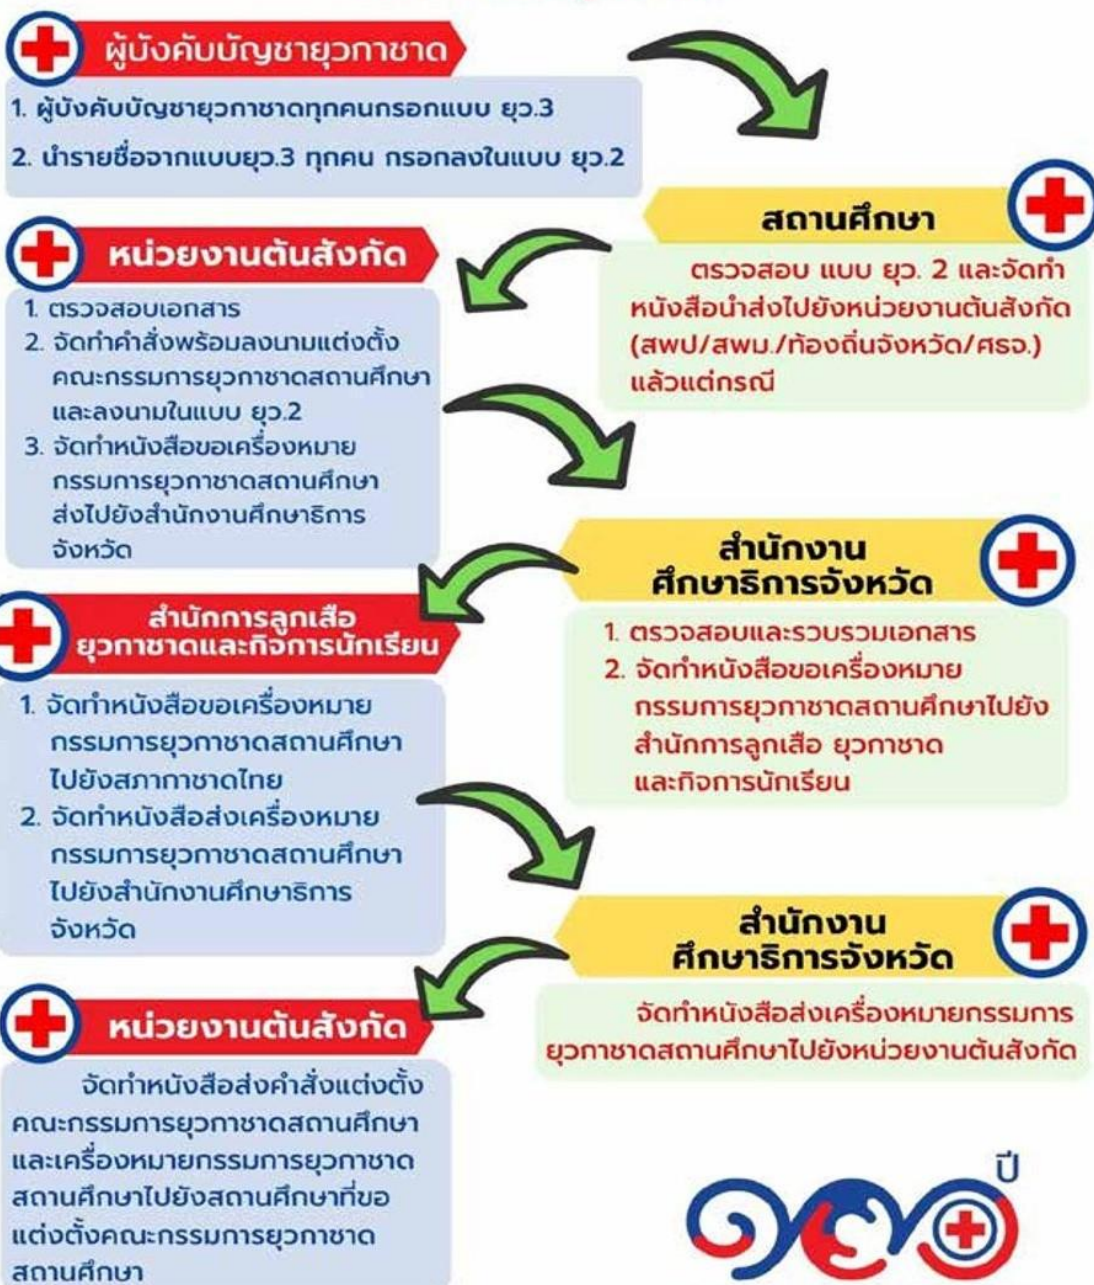 ผู้บังคับบัญชายุวกาชาด
1. ผู้บังคับบัญชายุวกาชาดทุกคนกรอกแบบ ยุว.3
2. นำรายชื่อจากแบบยุว.3 ทุกคน กรอกลงในแบบ ยุว.2
สถานศึกษา
ตรวจสอบ แบบ ยุว. 2 และจัดทำ
หนังสือนำส่งไปยังหน่วยงานต้นสังกัด
(สพป/สพม./ท้องถิ่นจังหวัด/ศธจ.)
แล้วแต่กรณี
หน่วยงานต้นสังกัด
1. ตรวจสอบเอกสาร
2. จัดทำคำสั่งพร้อมลงนามแต่งตั้ง
คณะกรรมการยุวกาชาดสถานศึกษา
และลงนามในแบบ ยุว.2
3. จัดทำหนังสือขอเครื่องหมาย
กรรมการยุวกาชาดสถานศึกษา
ส่งไปยังสำนักงานศึกษาธิการ
จังหวัด
สำนักงาน
ศึกษาธิการจังหวัด
1. ตรวจสอบและรวบรวมเอกสาร
2. จัดทำหนังสือขอเครื่องหมาย
กรรมการยุวกาชาดสถานศึกษาไปยัง
สำนักการลูกเสือ ยุวกาชาด
และกิจการนักเรียน
สำนักการลูกเสือ
ยุวกาชาดและกิจการนักเรียน
1. จัดทำหนังสือขอเครื่องหมาย
กรรมการยุวกาชาดสถานศึกษา
ไปยังสภากาชาดไทย
2. จัดทำหนังสือส่งเครื่องหมาย
กรรมการยุวกาชาดสถานศึกษา
ไปยังสำนักงานศึกษาธิการ
จังหวัด
สำนักงาน
ศึกษาธิการจังหวัด
จัดทำหนังสือส่งเครื่องหมายกรรมการ
ยุวกาชาดสถานศึกษาไปยังหน่วยงานต้นสังกัด
หน่วยงานต้นสังกัด
จัดทำหนังสือส่งคำสั่งแต่งตั้ง
คณะกรรมการยุวกาชาดสถานศึกษา
และเครื่องหมายกรรมการยุวกาชาด
สถานศึกษาไปยังสถานศึกษาที่ขอ
แต่งตั้งคณะกรรมการยุวกาชาด
สถานศึกษา
๑๓๐ ปี